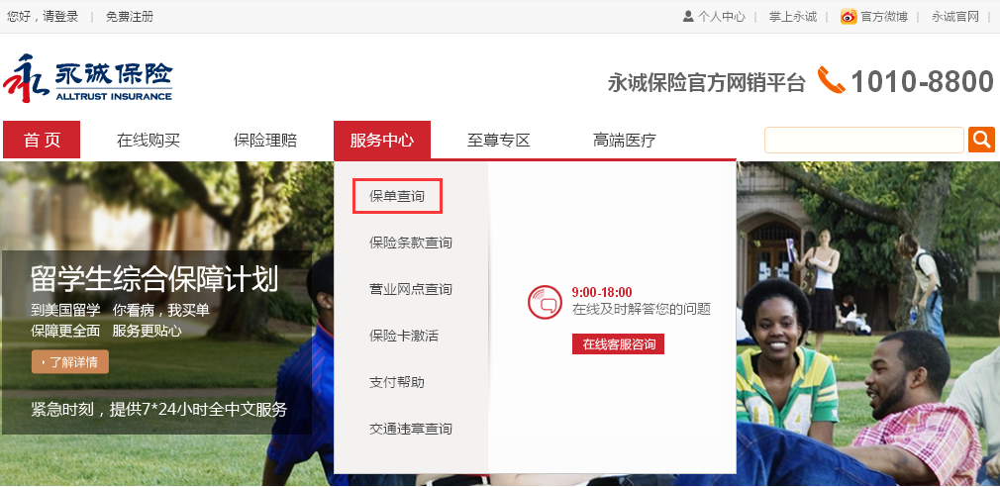 您好，请登录 | 免费注册
个人中心 | 掌上永诚 | 官方微博 | 永诚官网 |
永诚保险
ALLTRUST INSURANCE
永诚保险官方网销平台 1010-8800
首 页 在线购买 保险理赔 服务中心 至尊专区 高端医疗
保单查询
保险条款查询
营业网点查询
保险卡激活
支付帮助
交通违章查询
9:00-18:00
在线及时解答您的问题
在线客服咨询
留学生综合保障计划
到美国留学 你看病，我买单
保障更全面 服务更贴心
了解详情
紧急时刻，提供7*24小时全中文服务